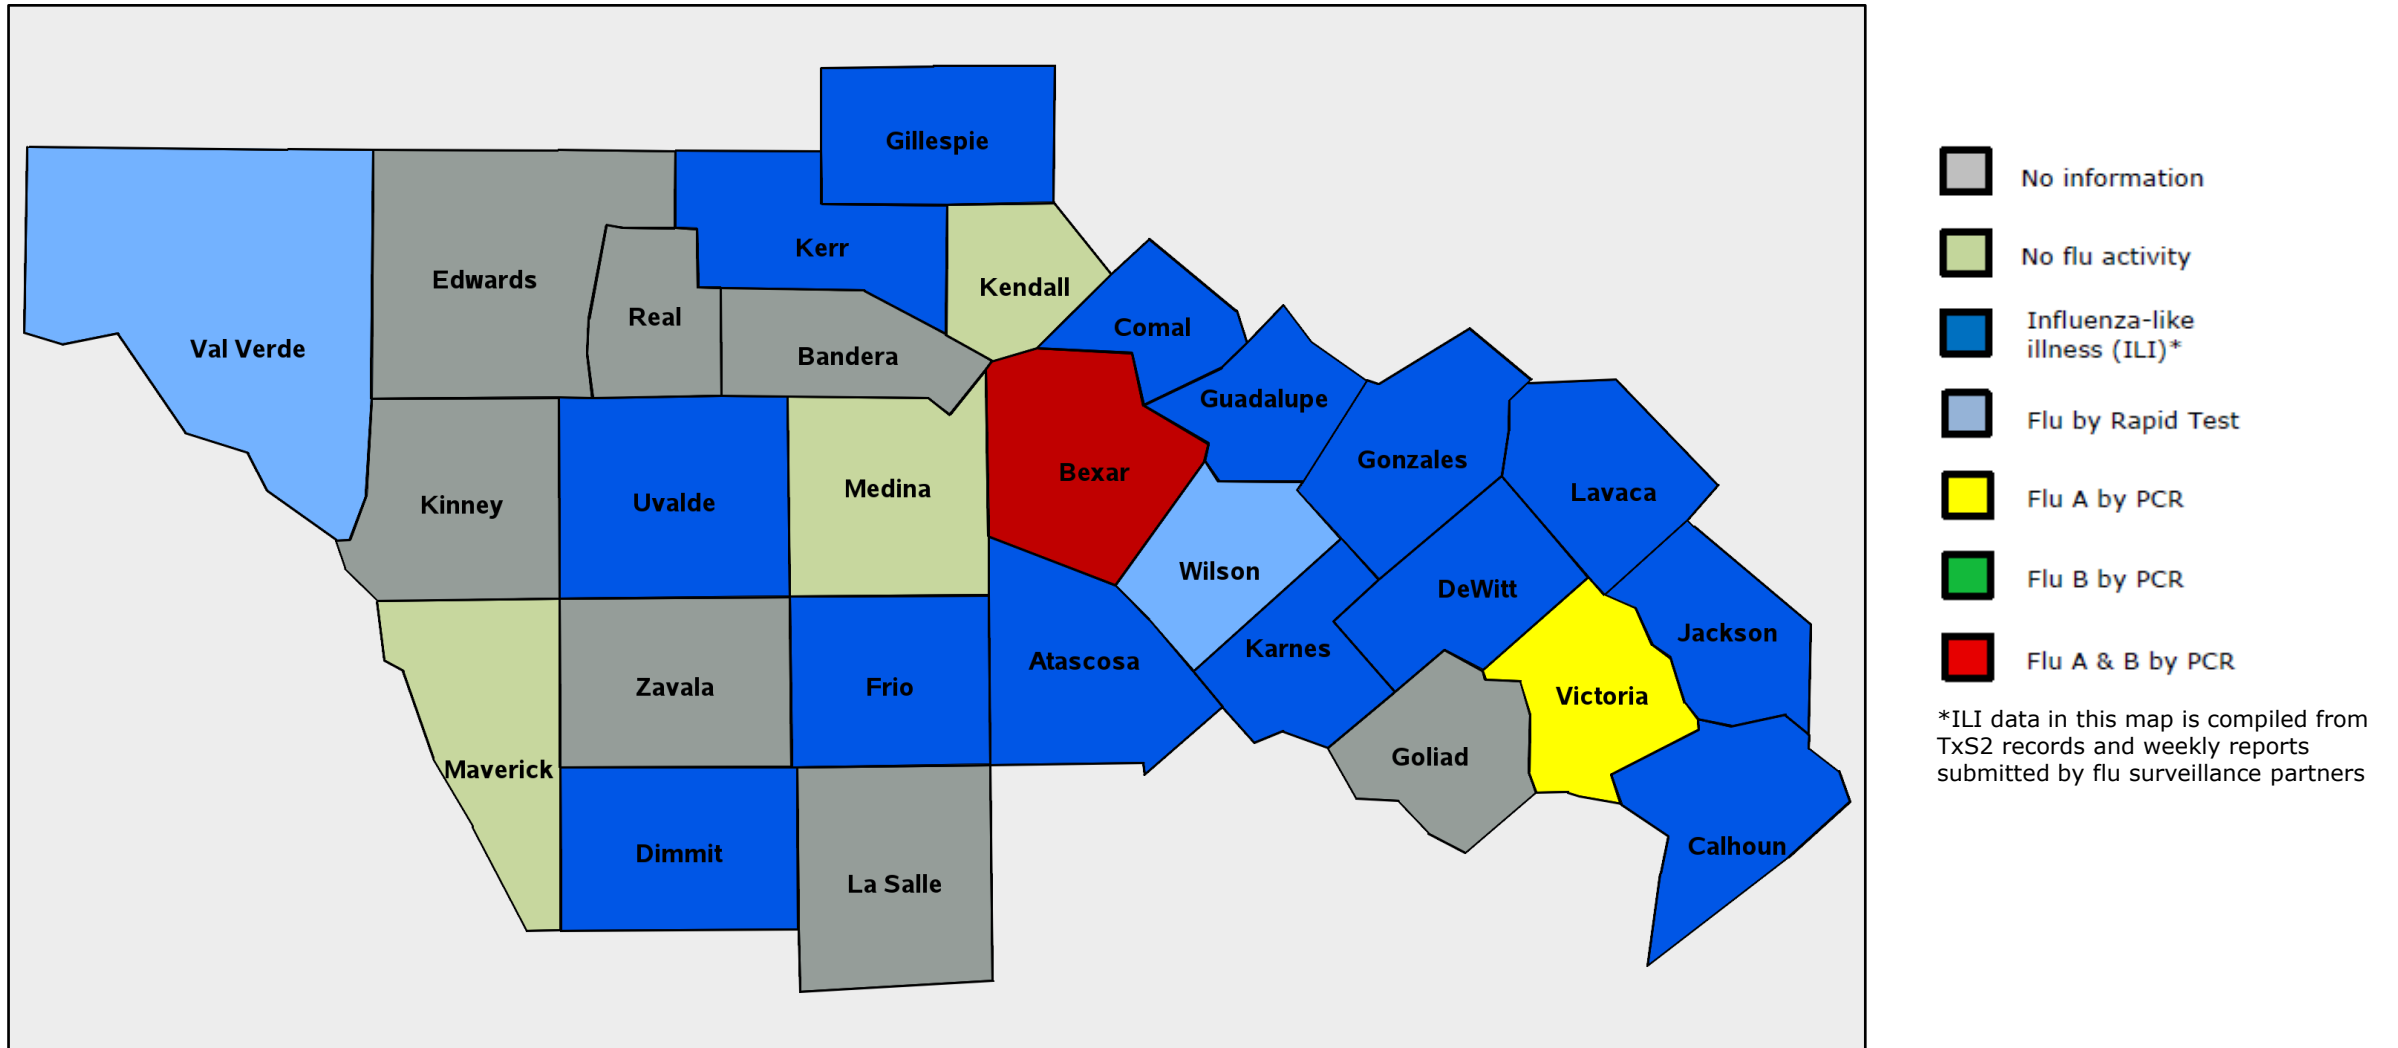 Gillespie
Kerr
Edwards
Kendall
Real
Comal
Val Verde
Bandera
Guadalupe
Gonzales
Bexar
Medina
Lavaca
Uvalde
Kinney
Wilson
DeWitt
Jackson
Karnes
Atascosa
Zavala
Frio
Victoria
Goliad
Maverick
Calhoun
Dimmit
La Salle
No information
No flu activity
Influenza-like
illness (ILI)*
Flu by Rapid Test
Flu A by PCR
Flu B by PCR
Flu A & B by PCR
*ILI data in this map is compiled from
TxS2 records and weekly reports
submitted by flu surveillance partners